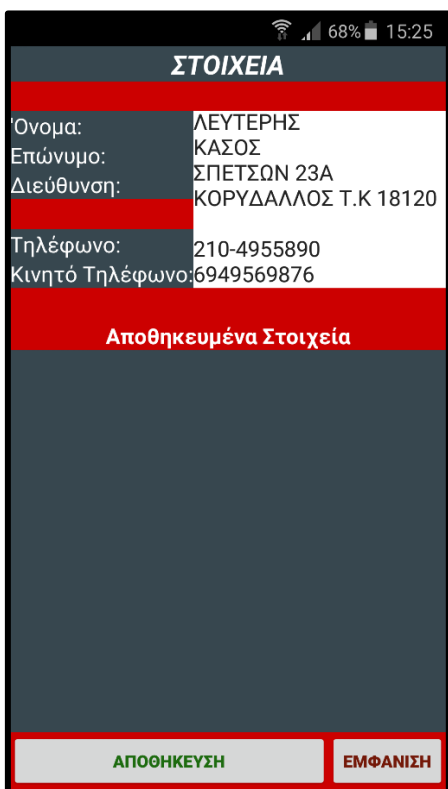 68% 15:25
ΣΤΟΙΧΕΙΑ
Όνομα: ΛΕΥΤΕΡΗΣ
Επώνυμο: ΚΑΣΟΣ
Διεύθυνση: ΣΠΕΤΣΩΝ 23Α
ΚΟΡΥΔΑΛΛΟΣ Τ.Κ 18120
Τηλέφωνο: 210-4955890
Κινητό Τηλέφωνο: 6949569876
Αποθηκευμένα Στοιχεία
ΑΠΟΘΗΚΕΥΣΗ ΕΜΦΑΝΙΣΗ